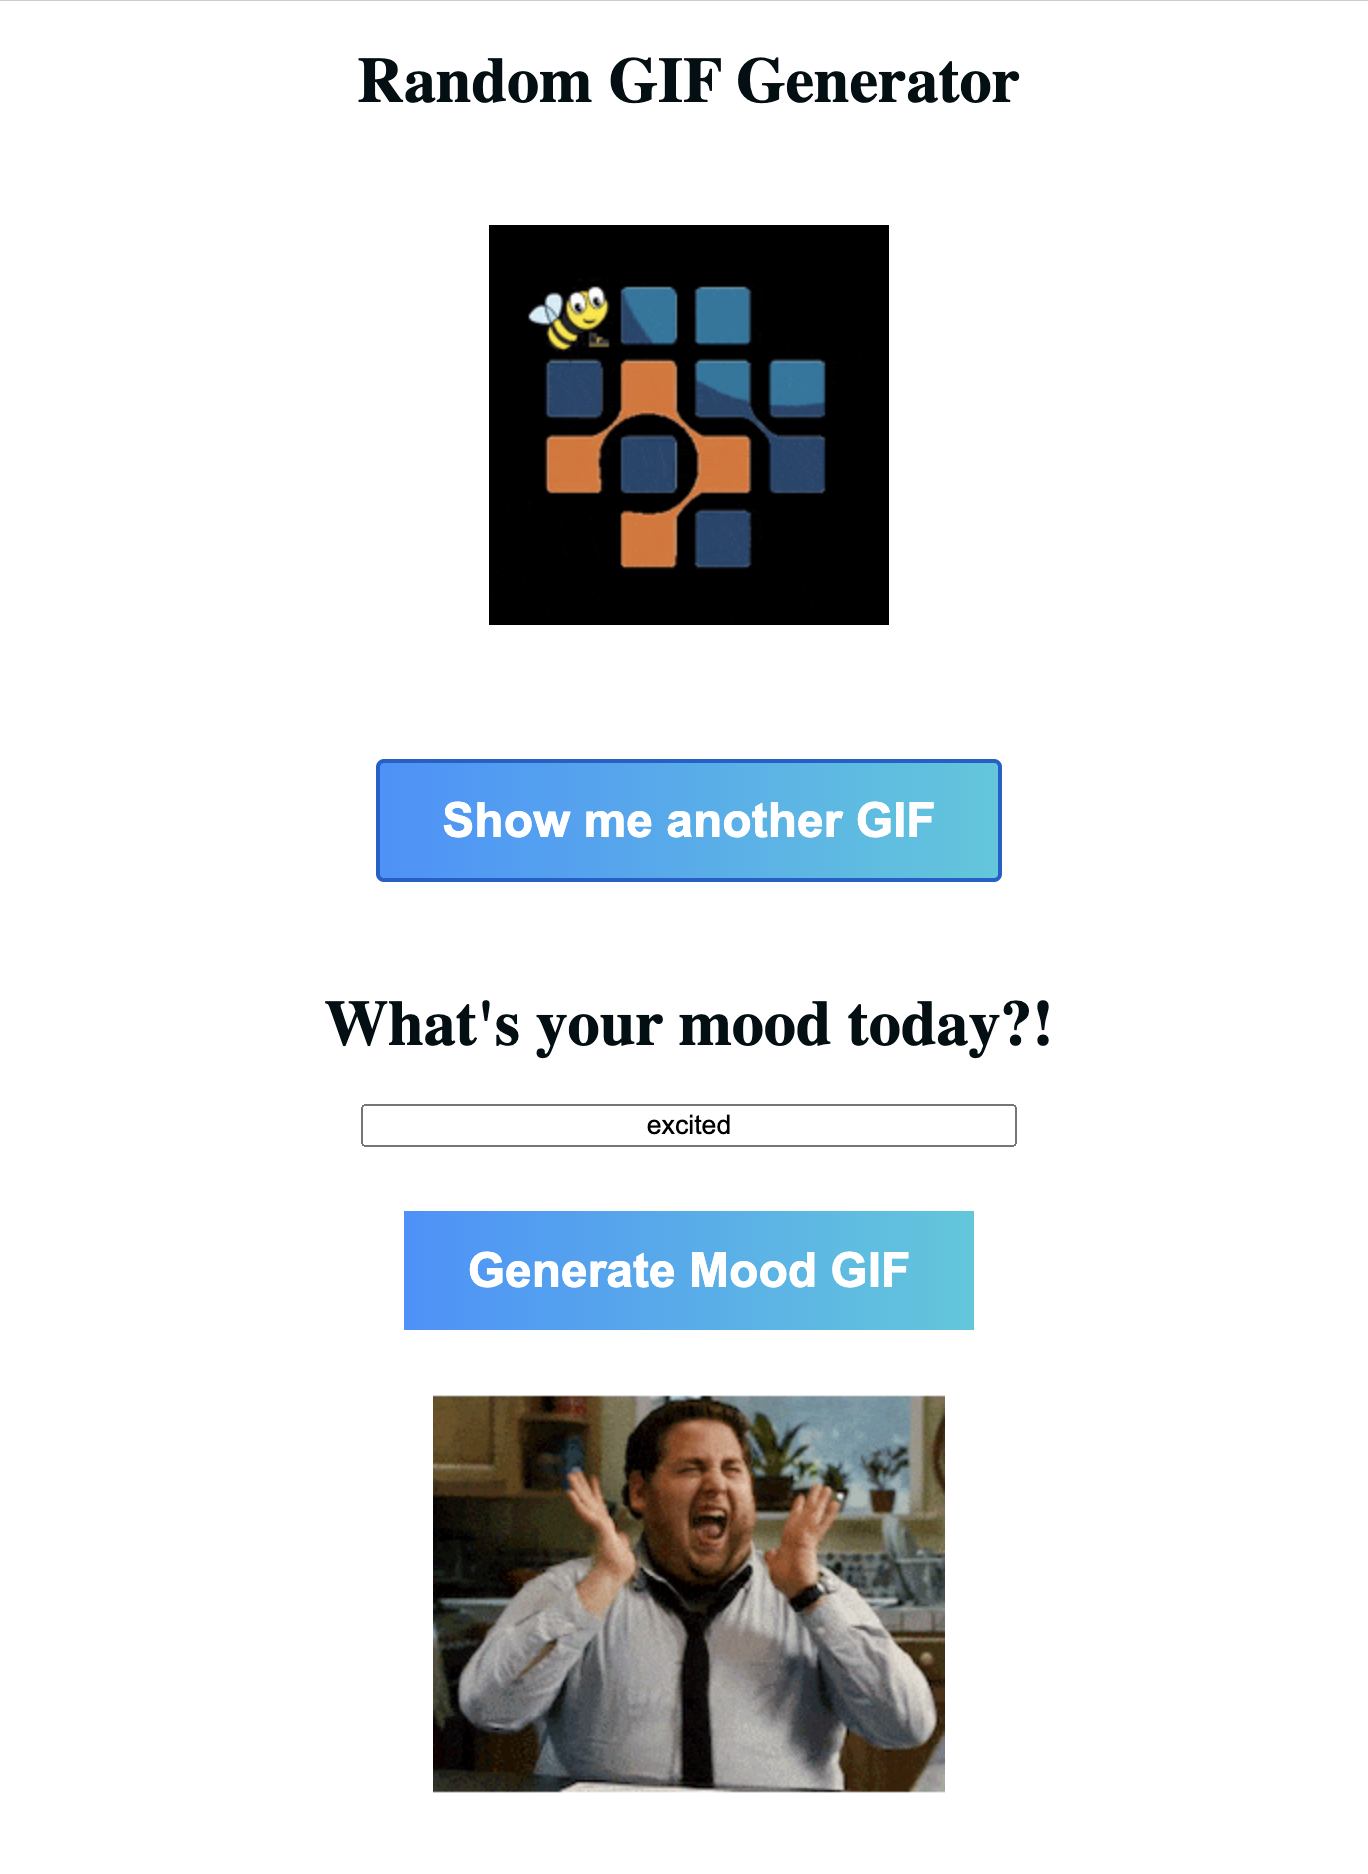 Random GIF Generator
Show me another GIF
What's your mood today?!
excited
Generate Mood GIF